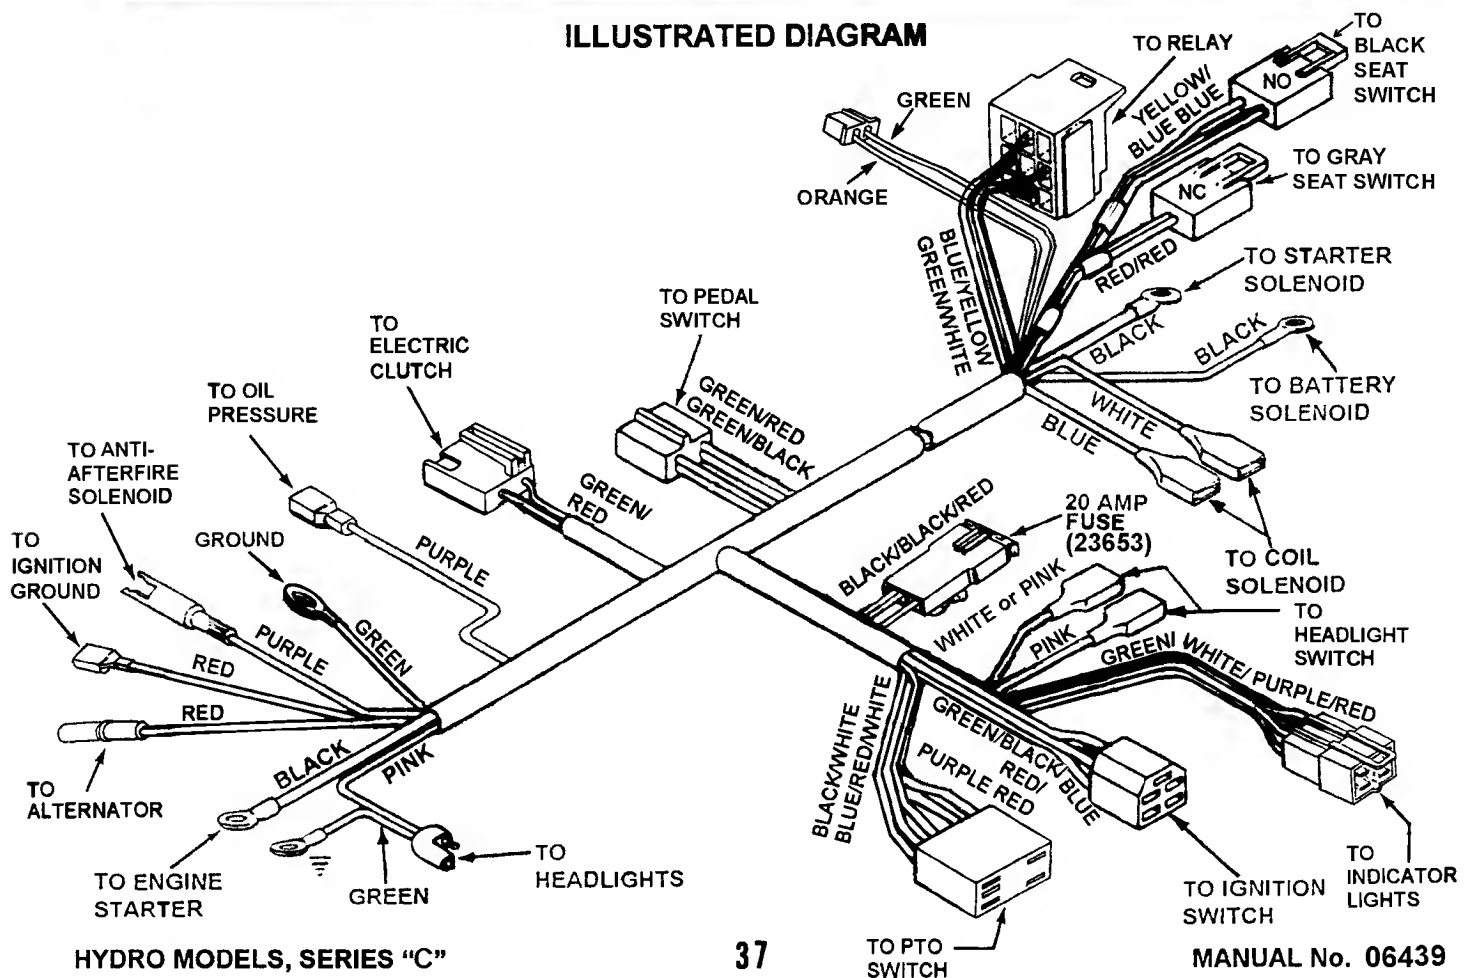 ILLUSTRATED DIAGRAM
TO RELAY
TO
BLACK
SEAT
SWITCH
NO
YELLOW/
BLUE BLUE
GREEN
ORANGE
TO GRAY
SEAT SWITCH
NC
RED/RED
BLUE/YELLOW
GREEN/WHITE
TO STARTER
SOLENOID
BLACK
BLACK
TO BATTERY
SOLENOID
WHITE
BLUE
TO COIL
SOLENOID
TO PEDAL
SWITCH
GREEN/RED
GREEN/BLACK
TO
ELECTRIC
CLUTCH
GREEN/
RED
TO OIL
PRESSURE
PURPLE
TO ANTI-
AFTERFIRE
SOLENOID
PURPLE
GROUND
GREEN
TO
IGNITION
GROUND
RED
RED
TO
ALTERNATOR
BLACK
PINK
TO ENGINE
STARTER
GREEN
TO
HEADLIGHTS
BLACK/BLACK/RED
20 AMP
FUSE
(23653)
WHITE or PINK
PINK
TO
HEADLIGHT
SWITCH
GREEN/ WHITE/ PURPLE/RED
TO
INDICATOR
LIGHTS
GREEN/BLACK/BLUE
RED/
BLACK/WHITE
BLUE/RED/WHITE
PURPLE RED
TO IGNITION
SWITCH
TO PTO
SWITCH
HYDRO MODELS, SERIES “C”
37
MANUAL No. 06439